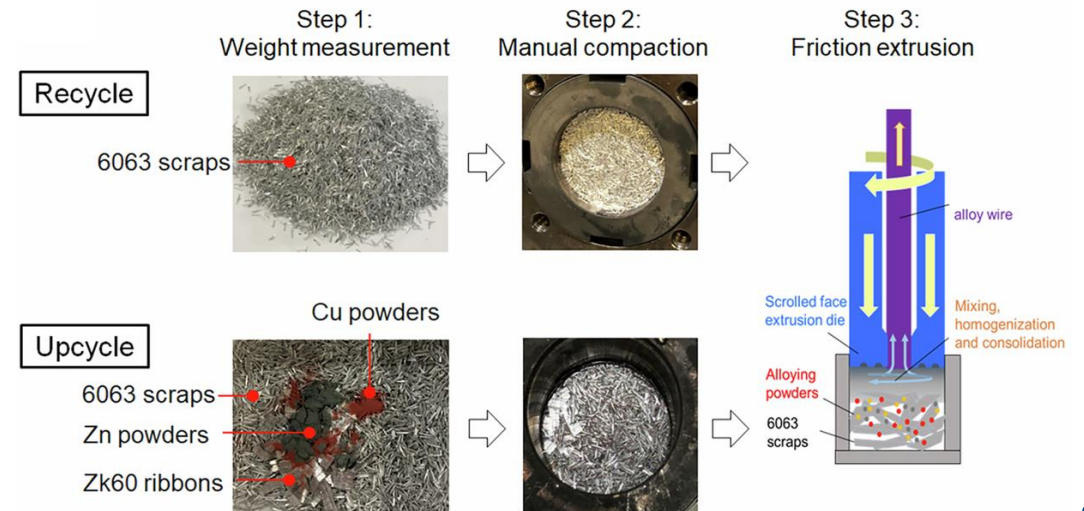 Step 1:
Weight measurement
Step 2:
Manual compaction
Step 3:
Friction extrusion
Recycle
6063 scraps
alloy wire
Scrolled face
extrusion die
Mixing,
homogenization
and consolidation
Upcycle
Cu powders
6063 scraps
Zn powders
Zk60 ribbons
Alloying
powders
6063
scraps